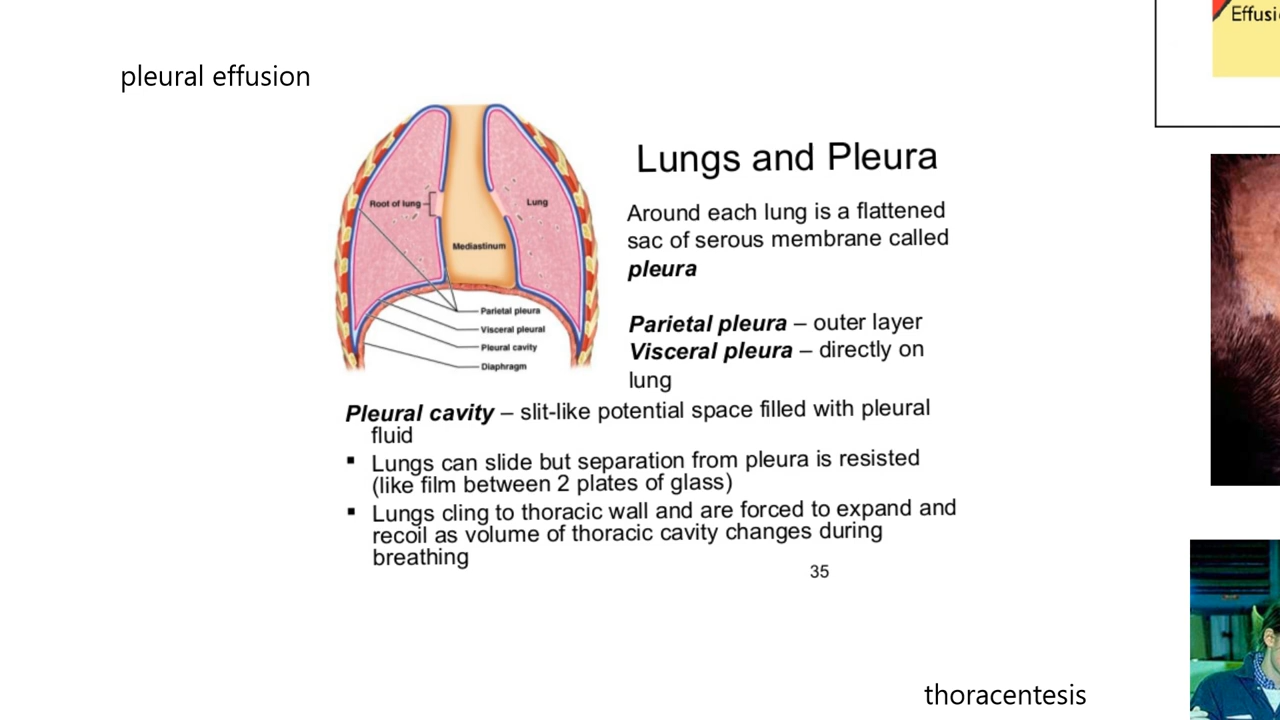 Effusi
pleural effusion
Lungs and Pleura
Root of lung
Lung
Mediastinum
Parietal pleura
Visceral pleural
Pleural cavity
Diaphragm
Around each lung is a flattened
sac of serous membrane called
pleura
Parietal pleura – outer layer
Visceral pleura – directly on
lung
Pleural cavity – slit-like potential space filled with pleural
fluid
▪ Lungs can slide but separation from pleura is resisted
(like film between 2 plates of glass)
▪ Lungs cling to thoracic wall and are forced to expand and
recoil as volume of thoracic cavity changes during
breathing
35
thoracentesis